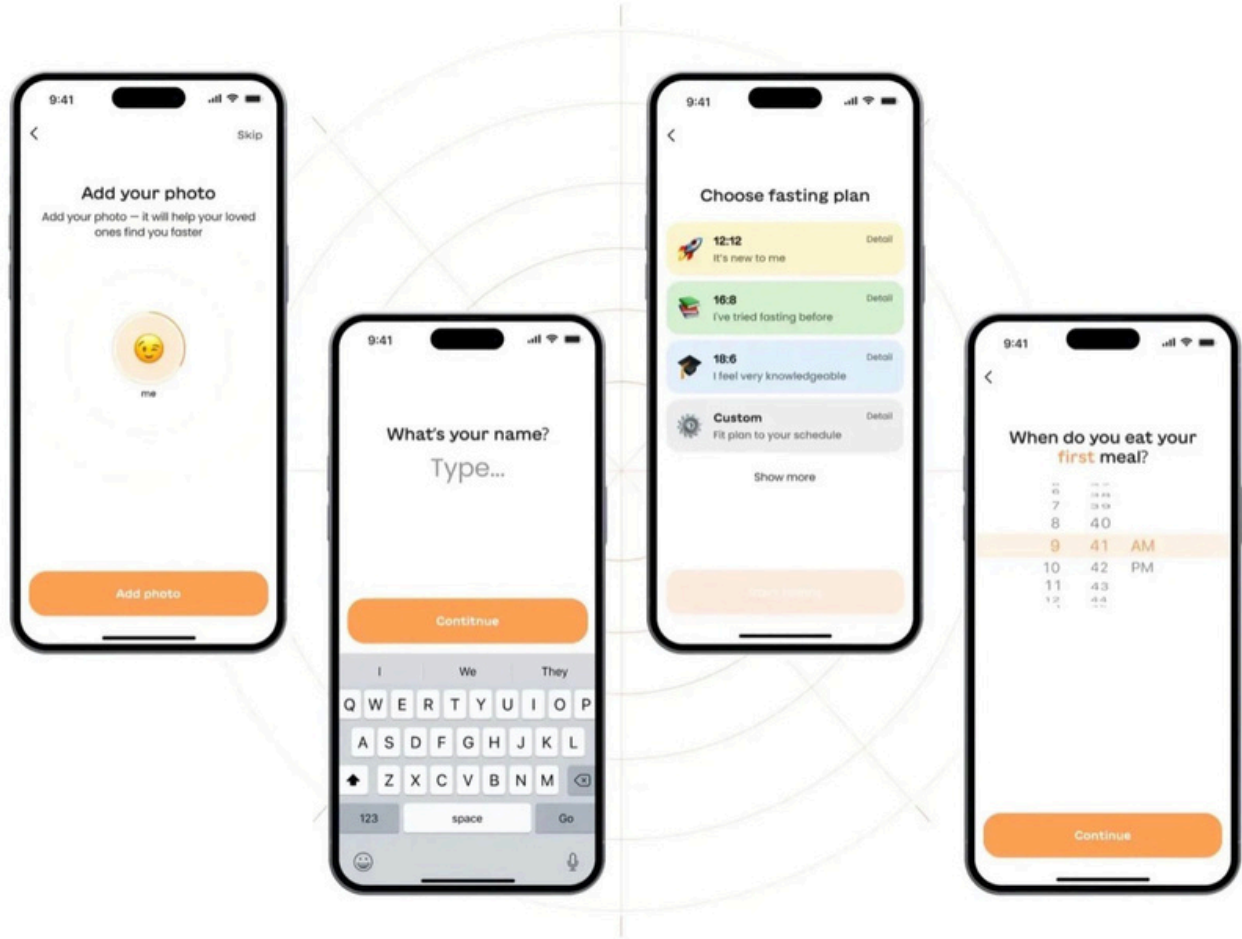 9:41
Skip
Add your photo
Add your photo — it will help your loved
ones find you faster
me
Add photo
9:41
What's your name?
Type...
Contitnue
I We They
Q W E R T Y U I O P
A S D F G H J K L
Z X C V B N M
123 space Go
9:41
Choose fasting plan
12:12 Detail
It's new to me
16:8 Detail
I've tried fasting before
18:6 Detail
I feel very knowledgeable
Custom Detail
Fit plan to your schedule
Show more
9:41
When do you eat your
first meal?
6 38
7 39
8 40
9 41 AM
10 42 PM
11 43
12 44
Continue